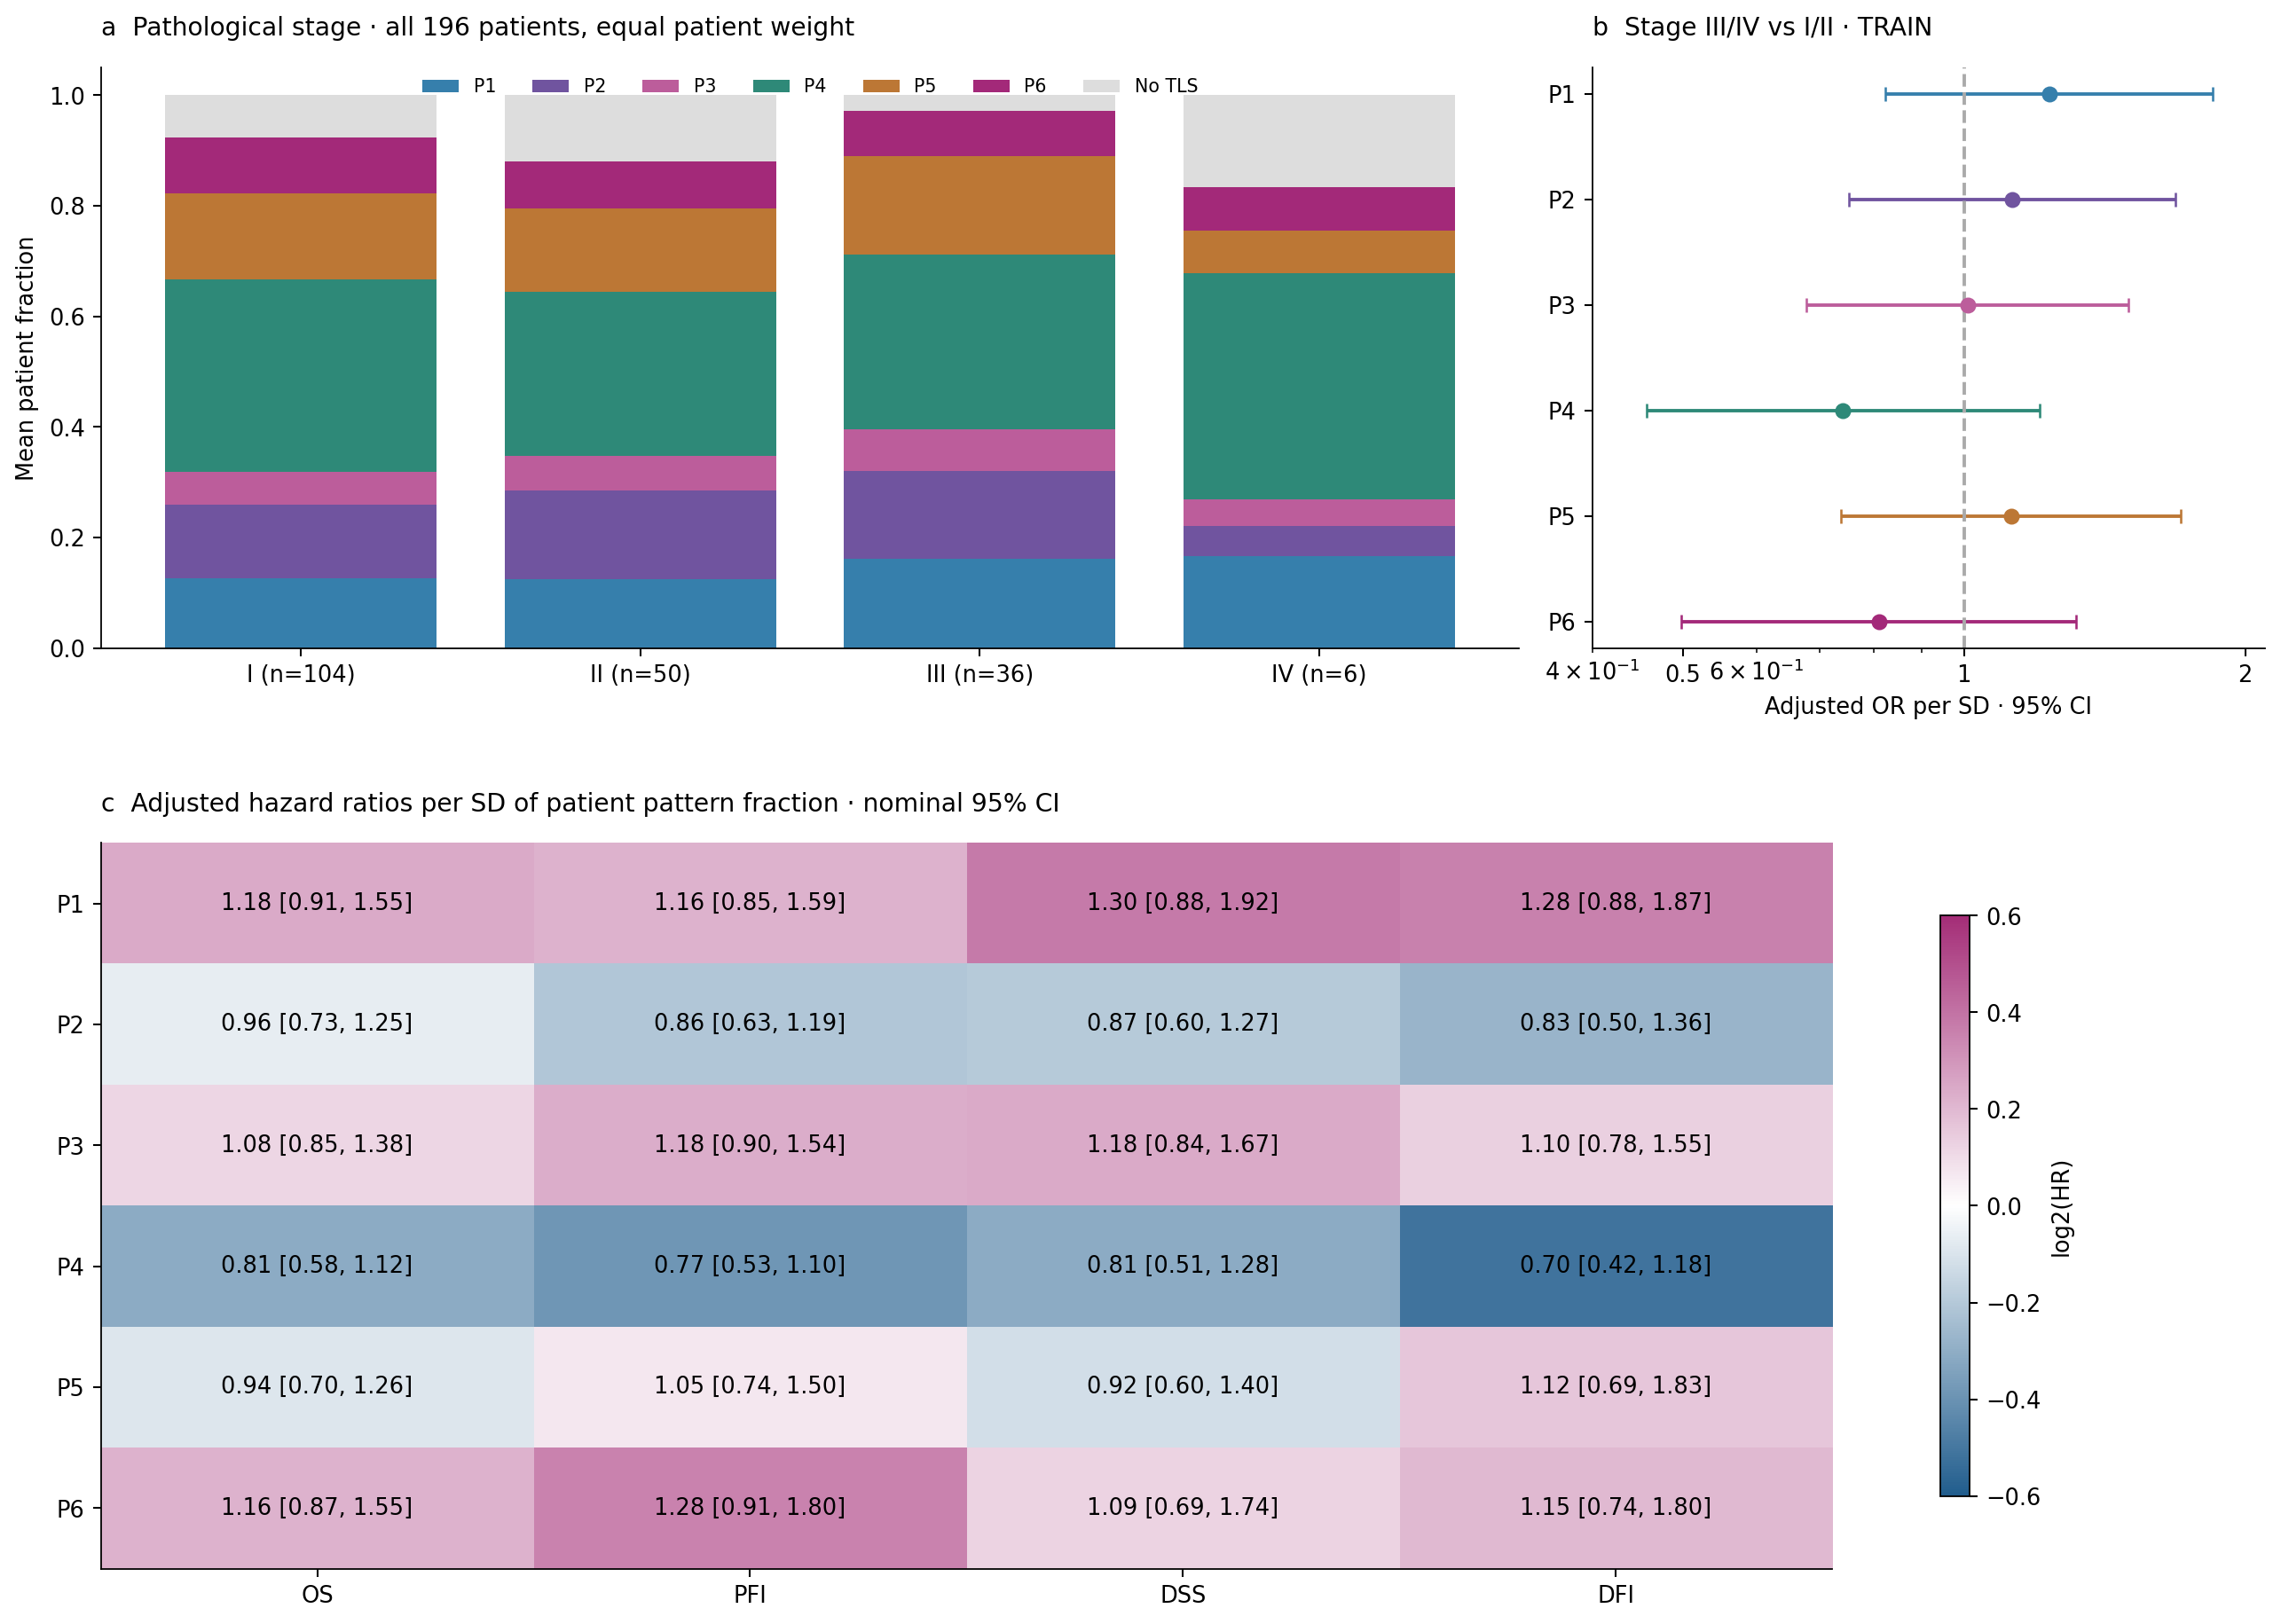 a Pathological stage · all 196 patients, equal patient weight
P1 P2 P3 P4 P5 P6 No TLS
Mean patient fraction
1.0
0.8
0.6
0.4
0.2
0.0
I (n=104) II (n=50) III (n=36) IV (n=6)
b Stage III/IV vs I/II · TRAIN
P1
P2
P3
P4
P5
P6
4 × 10⁻¹ 0.5 6 × 10⁻¹ 1 2
Adjusted OR per SD · 95% CI
c Adjusted hazard ratios per SD of patient pattern fraction · nominal 95% CI
P1 1.18 [0.91, 1.55] 1.16 [0.85, 1.59] 1.30 [0.88, 1.92] 1.28 [0.88, 1.87]
P2 0.96 [0.73, 1.25] 0.86 [0.63, 1.19] 0.87 [0.60, 1.27] 0.83 [0.50, 1.36]
P3 1.08 [0.85, 1.38] 1.18 [0.90, 1.54] 1.18 [0.84, 1.67] 1.10 [0.78, 1.55]
P4 0.81 [0.58, 1.12] 0.77 [0.53, 1.10] 0.81 [0.51, 1.28] 0.70 [0.42, 1.18]
P5 0.94 [0.70, 1.26] 1.05 [0.74, 1.50] 0.92 [0.60, 1.40] 1.12 [0.69, 1.83]
P6 1.16 [0.87, 1.55] 1.28 [0.91, 1.80] 1.09 [0.69, 1.74] 1.15 [0.74, 1.80]
OS PFI DSS DFI
0.6
0.4
0.2
0.0
−0.2
−0.4
−0.6
log2(HR)